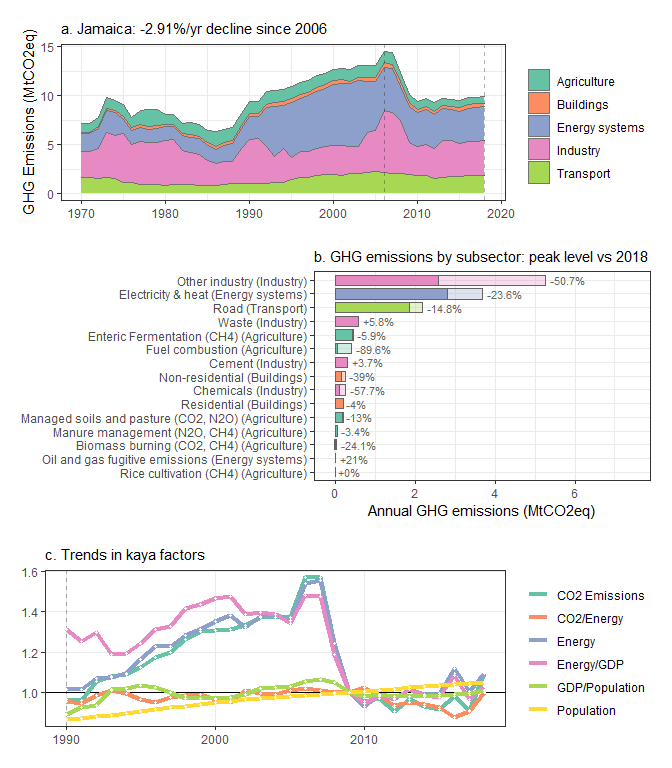 a. Jamaica: -2.91%/yr decline since 2006
GHG Emissions (MtCO2eq)
15
10
5
0
1970
1980
1990
2000
2010
2020
Agriculture
Buildings
Energy systems
Industry
Transport
b. GHG emissions by subsector: peak level vs 2018
Other industry (Industry) -50.7%
Electricity & heat (Energy systems) -23.6%
Road (Transport) -14.8%
Waste (Industry) +5.8%
Enteric Fermentation (CH4) (Agriculture) -5.9%
Fuel combustion (Agriculture) -89.6%
Cement (Industry) +3.7%
Non-residential (Buildings) -39%
Chemicals (Industry) -57.7%
Residential (Buildings) -4%
Managed soils and pasture (CO2, N2O) (Agriculture) -13%
Manure management (N2O, CH4) (Agriculture) -3.4%
Biomass burning (CO2, CH4) (Agriculture) -24.1%
Oil and gas fugitive emissions (Energy systems) +21%
Rice cultivation (CH4) (Agriculture) +0%
0
2
4
6
Annual GHG emissions (MtCO2eq)
c. Trends in kaya factors
1.6
1.4
1.2
1.0
1990
2000
2010
CO2 Emissions
CO2/Energy
Energy
Energy/GDP
GDP/Population
Population